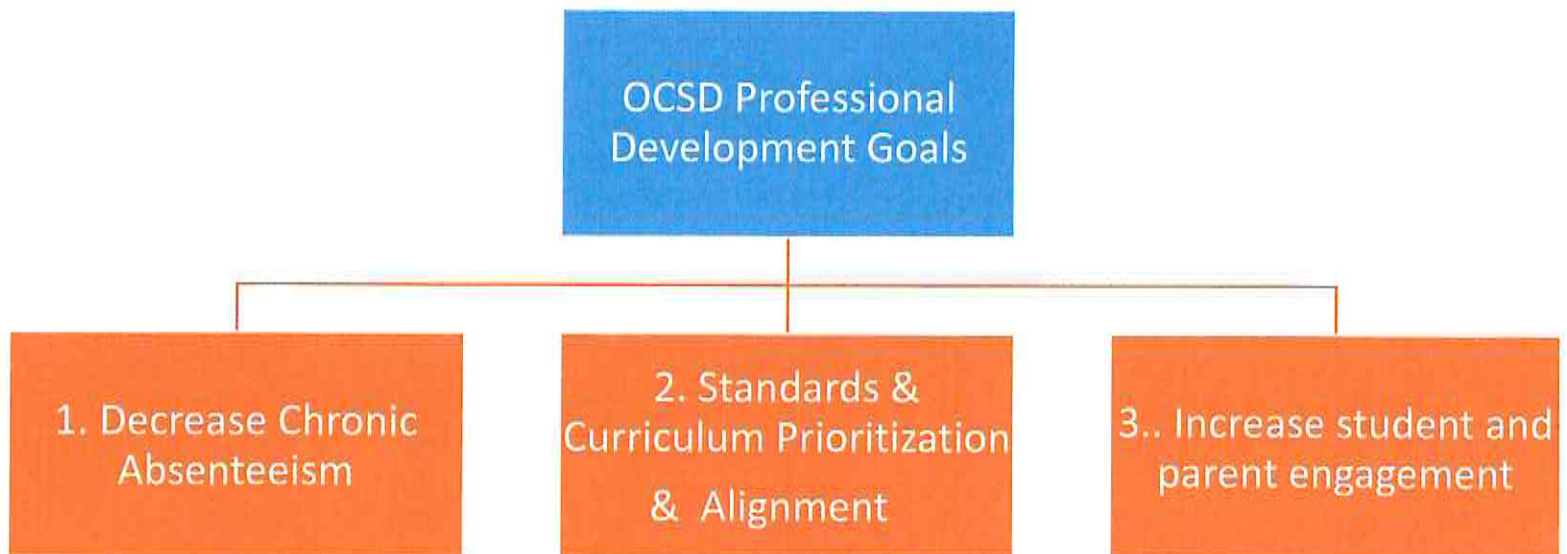 OCSD Professional
Development Goals
1. Decrease Chronic
Absenteeism
2. Standards &
Curriculum Prioritization
& Alignment
3.. Increase student and
parent engagement